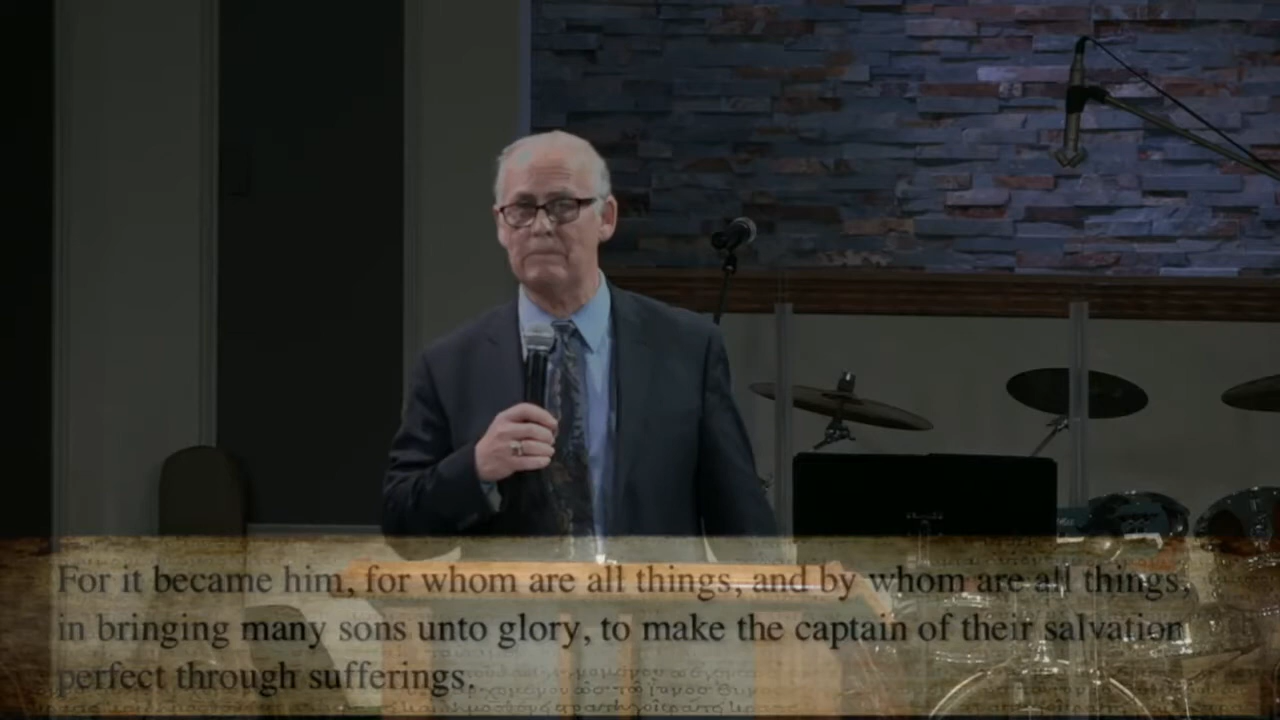 For it became him, for whom are all things, and by whom are all things,
in bringing many sons unto glory, to make the captain of their salvation
perfect through sufferings.